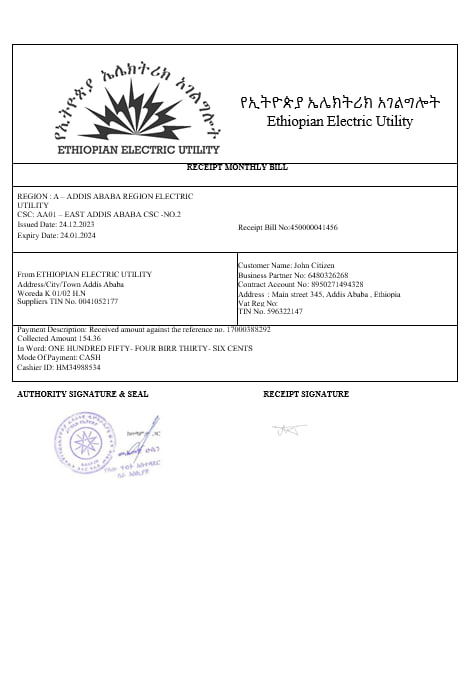 የኢትዮጵያ ኤሌክትሪክ አገልግሎት
ETHIOPIAN ELECTRIC UTILITY
የኢትዮጵያ ኤሌክትሪክ አገልግሎት
Ethiopian Electric Utility
RECEIPT MONTHLY BILL
REGION : A – ADDIS ABABA REGION ELECTRIC
UTILITY
CSC: AA01 – EAST ADDIS ABABA CSC -NO.2
Issued Date: 24.12.2023
Expiry Date: 24.01.2024
Receipt Bill No:450000041456
From ETHIOPIAN ELECTRIC UTILITY
Address/City/Town Addis Ababa
Woreda K 01/02 H.N
Suppliers TIN No. 0041052177
Customer Name: John Citizen
Business Partner No: 6480326268
Contract Account No: 8950271494328
Address : Main street 345, Addis Ababa , Ethiopia
Vat Reg No:
TIN No. 596322147
Payment Description: Received amount against the reference no. 17000388292
Collected Amount 154.36
In Word: ONE HUNDRED FIFTY- FOUR BIRR THIRTY- SIX CENTS
Mode Of Payment: CASH
Cashier ID: HM34988534
AUTHORITY SIGNATURE & SEAL
RECEIPT SIGNATURE